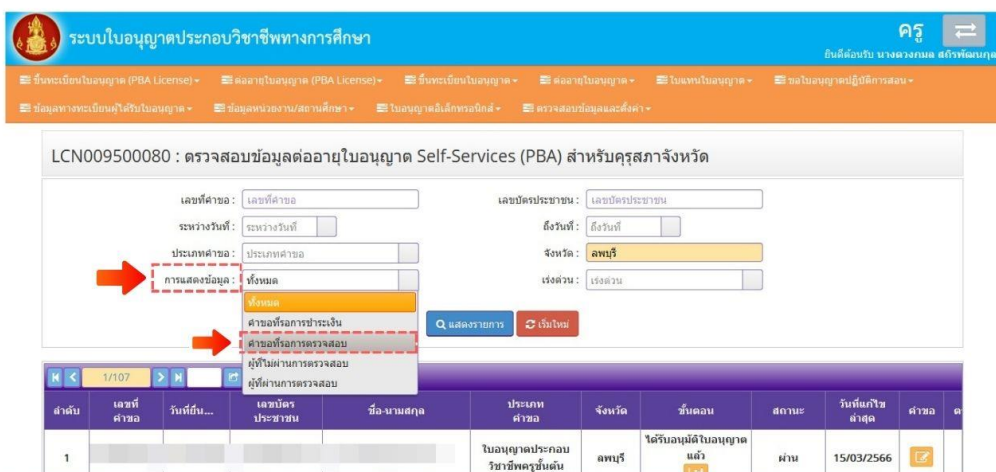 ระบบใบอนุญาตประกอบวิชาชีพทางการศึกษา
ครู
ยินดีต้อนรับ นางดวงกมล สถิรพัฒนกุล
ขึ้นทะเบียนใบอนุญาต (PBA License)
ต่ออายุใบอนุญาต (PBA License)
ขึ้นทะเบียนใบอนุญาต
ต่ออายุใบอนุญาต
ใบแทนใบอนุญาต
ขอใบอนุญาตปฏิบัติการสอน
ข้อมูลทางทะเบียนผู้ได้รับใบอนุญาต
ข้อมูลหน่วยงาน/สถานศึกษา
ใบอนุญาตอิเล็กทรอนิกส์
ตรวจสอบข้อมูลและตั้งค่า
LCN009500080 : ตรวจสอบข้อมูลต่ออายุใบอนุญาต Self-Services (PBA) สำหรับคุรุสภาจังหวัด
เลขที่คำขอ : เลขที่คำขอ
เลขบัตรประชาชน : เลขบัตรประชาชน
ระหว่างวันที่ : ระหว่างวันที่
ถึงวันที่ : ถึงวันที่
ประเภทคำขอ : ประเภทคำขอ
จังหวัด : ลพบุรี
การแสดงข้อมูล : ทั้งหมด
เร่งด่วน : เร่งด่วน
ทั้งหมด
คำขอที่รอการชำระเงิน
คำขอที่รอการตรวจสอบ
ผู้ที่ไม่ผ่านการตรวจสอบ
ผู้ที่ผ่านการตรวจสอบ
แสดงรายการ
เริ่มใหม่
1/107
ลำดับ
เลขที่
คำขอ
วันที่ยื่น...
เลขบัตร
ประชาชน
ชื่อ-นามสกุล
ประเภท
คำขอ
จังหวัด
ขั้นตอน
สถานะ
วันที่แก้ไข
ล่าสุด
คำขอ
1
ใบอนุญาตประกอบ
วิชาชีพครูชั้นต้น
ลพบุรี
ได้รับอนุมัติใบอนุญาต
แล้ว
ผ่าน
15/03/2566